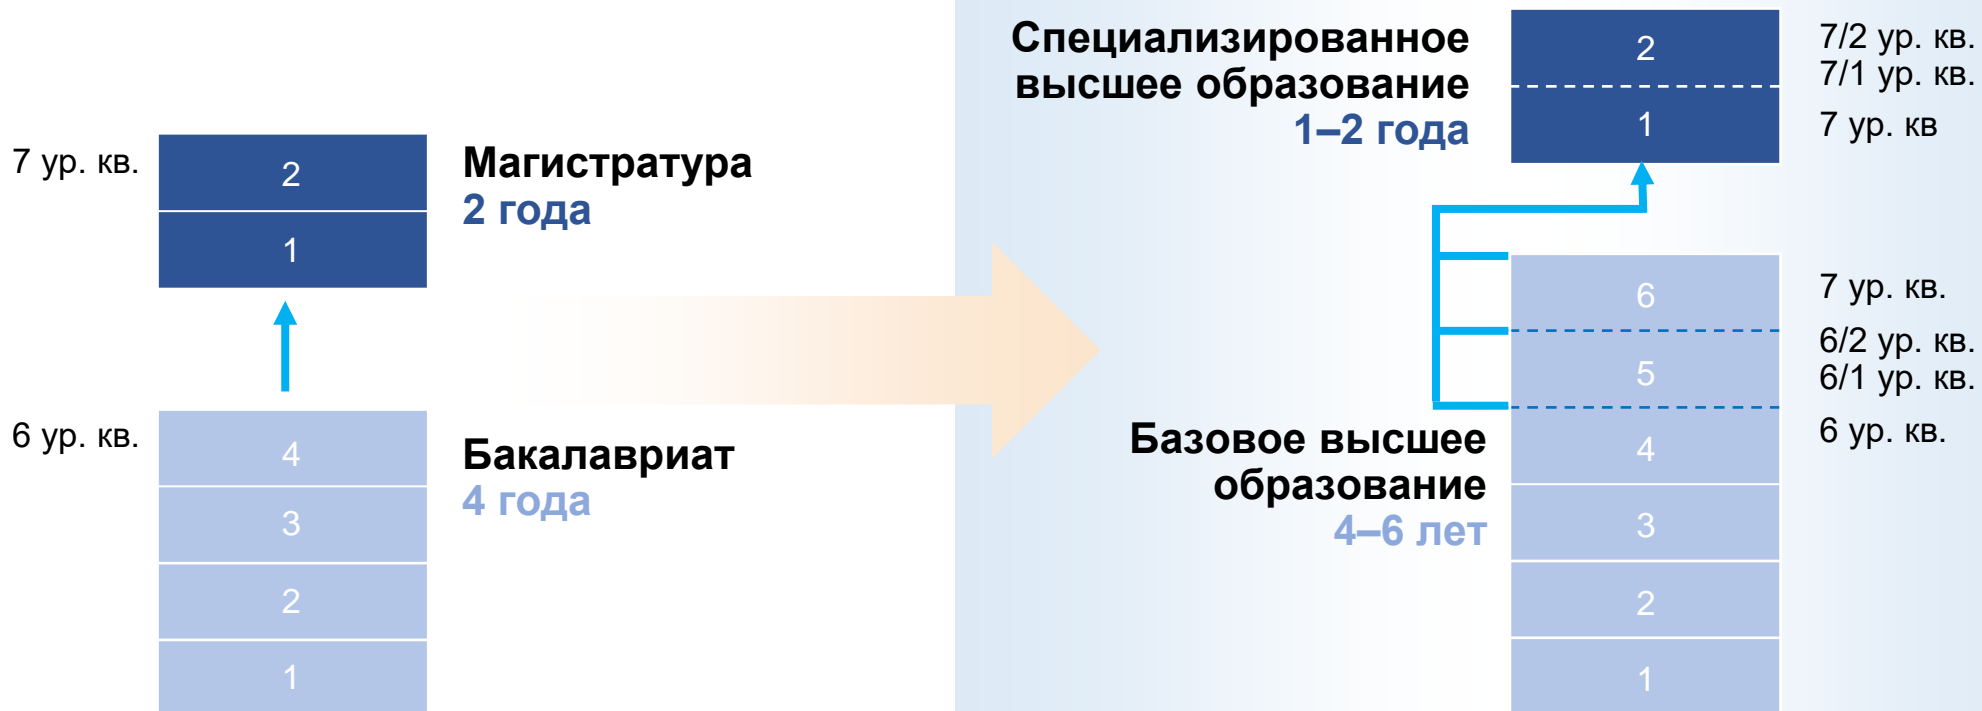 7 ур. кв.
2
1
Магистратура
2 года
6 ур. кв.
4
3
2
1
Бакалавриат
4 года
Специализированное
высшее образование
1–2 года
2
1
7/2 ур. кв.
7/1 ур. кв.
7 ур. кв
Базовое высшее
образование
4–6 лет
6
5
4
3
2
1
7 ур. кв.
6/2 ур. кв.
6/1 ур. кв.
6 ур. кв.